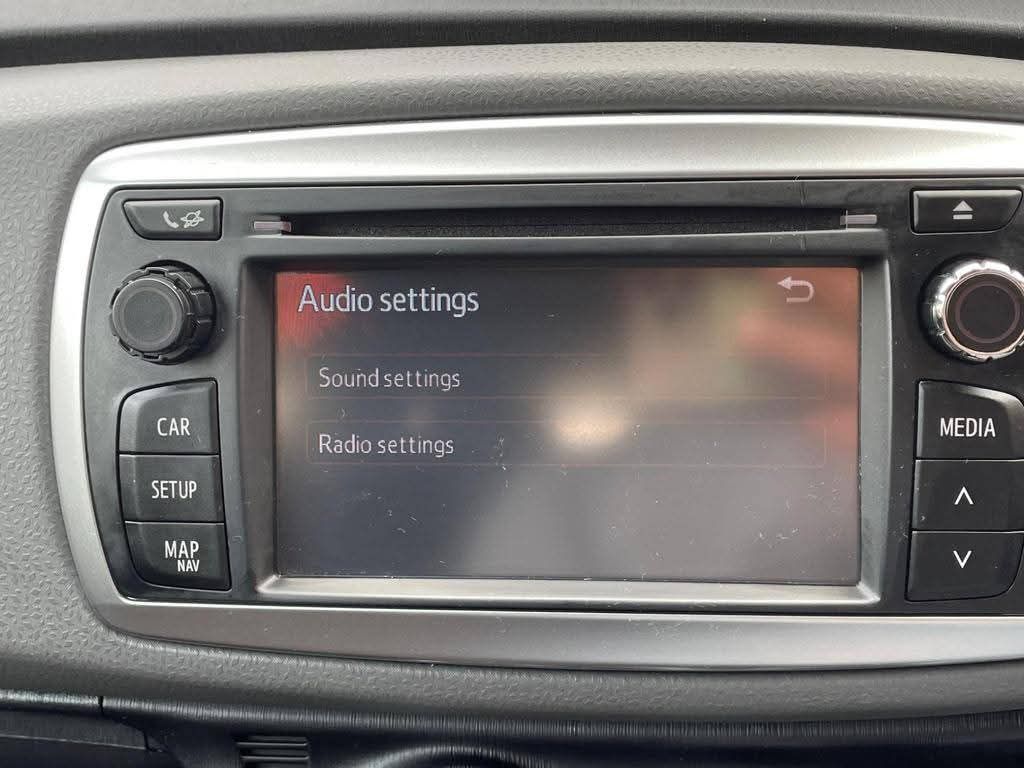 Audio settings
Sound settings
Radio settings
CAR
SETUP
MAP
NAV
MEDIA